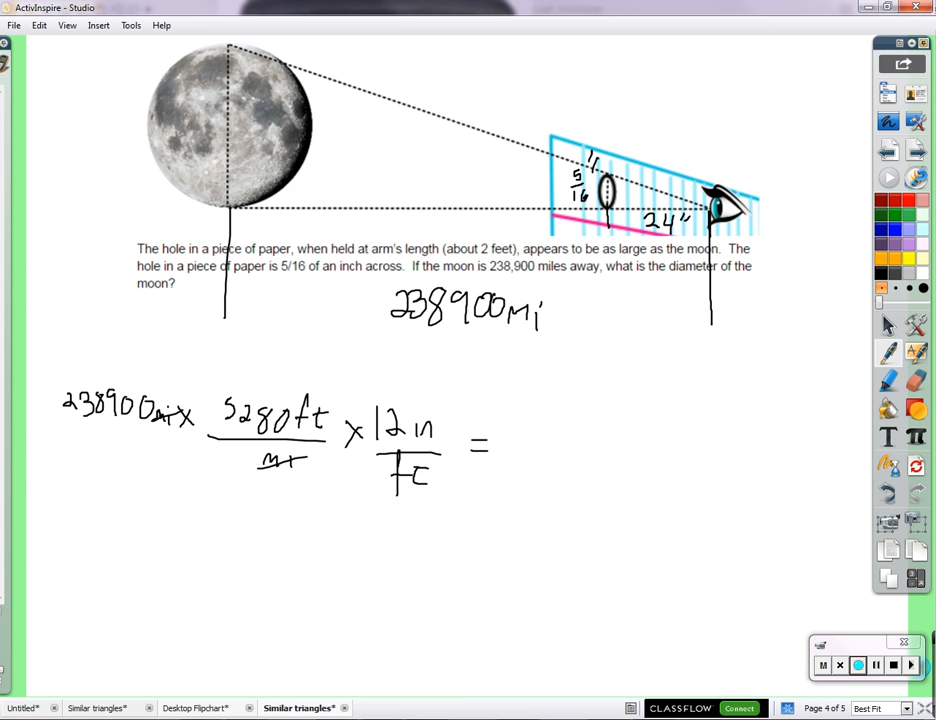 ActivInspire - Studio
File Edit View Insert Tools Help
5/16"
24"
The hole in a piece of paper, when held at arm's length (about 2 feet), appears to be as large as the moon. The
hole in a piece of paper is 5/16 of an inch across. If the moon is 238,900 miles away, what is the diameter of the
moon?
238900mi
238900mi x 5280ft/mi x 12in/ft =
Untitled* Similar triangles* Desktop Flipchart* Similar triangles* CLASSFLOW Connect Page 4 of 5 Best Fit